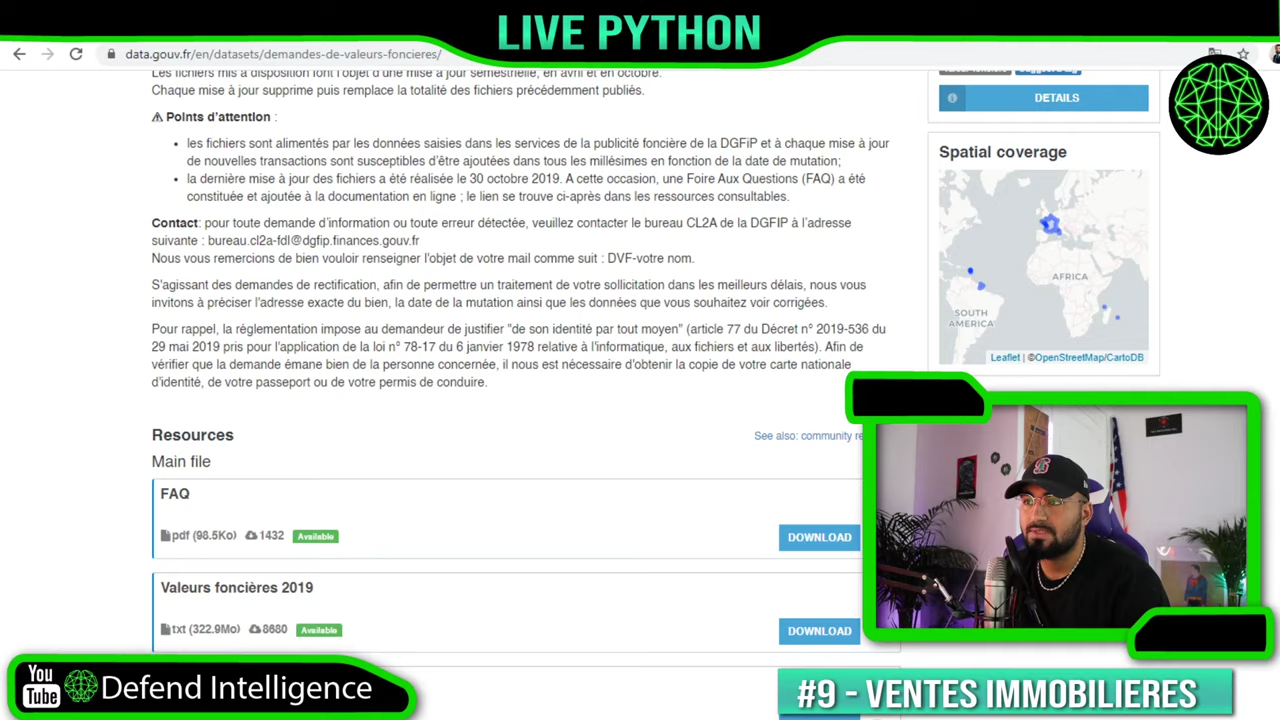 LIVE PYTHON
data.gouv.fr/en/datasets/demandes-de-valeurs-foncieres/
Les fichiers mis à disposition font l'objet d'une mise à jour semestrielle, en avril et en octobre.
Chaque mise à jour supprime puis remplace la totalité des fichiers précédemment publiés.
⚠ Points d'attention :
• les fichiers sont alimentés par les données saisies dans les services de la publicité foncière de la DGFiP et à chaque mise à jour
de nouvelles transactions sont susceptibles d'être ajoutées dans tous les millésimes en fonction de la date de mutation;
• la dernière mise à jour des fichiers a été réalisée le 30 octobre 2019. A cette occasion, une Foire Aux Questions (FAQ) a été
constituée et ajoutée à la documentation en ligne ; le lien se trouve ci-après dans les ressources consultables.
Contact: pour toute demande d'information ou toute erreur détectée, veuillez contacter le bureau CL2A de la DGFIP à l'adresse
suivante : bureau.cl2a-fdl@dgfip.finances.gouv.fr
Nous vous remercions de bien vouloir renseigner l'objet de votre mail comme suit : DVF-votre nom.
S'agissant des demandes de rectification, afin de permettre un traitement de votre sollicitation dans les meilleurs délais, nous vous
invitons à préciser l'adresse exacte du bien, la date de la mutation ainsi que les données que vous souhaitez voir corrigées.
Pour rappel, la réglementation impose au demandeur de justifier "de son identité par tout moyen" (article 77 du Décret n° 2019-536 du
29 mai 2019 pris pour l'application de la loi n° 78-17 du 6 janvier 1978 relative à l'informatique, aux fichiers et aux libertés). Afin de
vérifier que la demande émane bien de la personne concernée, il nous est nécessaire d'obtenir la copie de votre carte nationale
d'identité, de votre passeport ou de votre permis de conduire.
Resources
See also: community re
Main file
FAQ
pdf (98.5Ko) 1432 Available
DOWNLOAD
Valeurs foncières 2019
txt (322.9Mo) 8680 Available
DOWNLOAD
DETAILS
Spatial coverage
AFRICA
SOUTH
AMERICA
Leaflet | ©OpenStreetMap/CartoDB
You
Tube
Defend Intelligence
#9 - VENTES IMMOBILIERES